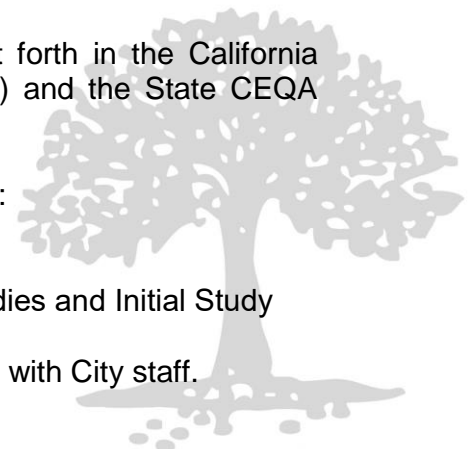 t forth in the California
) and the State CEQA
:
dies and Initial Study
with City staff.